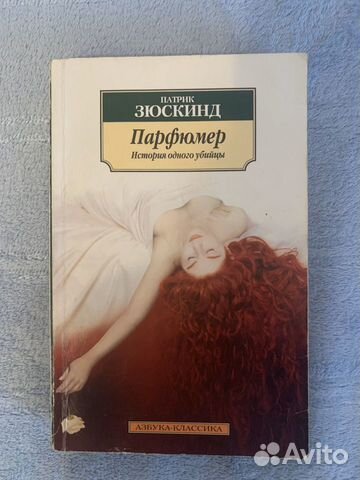 ПАТРИК
ЗЮСКИНД
Парфюмер
История одного убийцы
АЗБУКА-КЛАССИКА
Avito